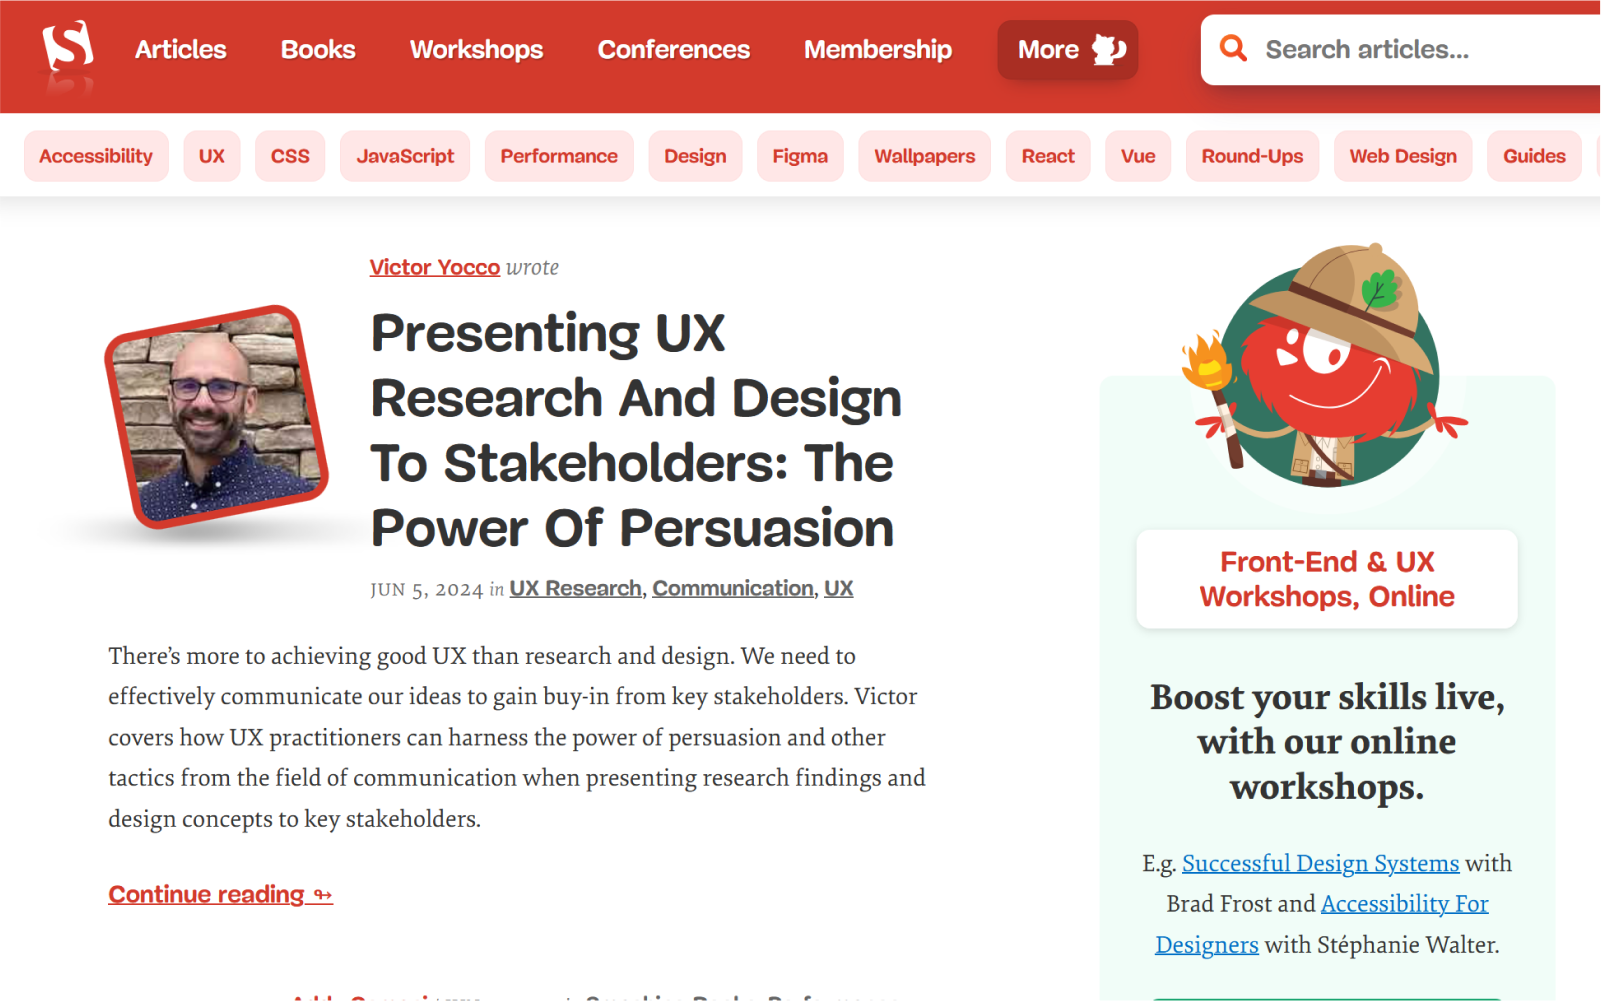 Articles
Books
Workshops
Conferences
Membership
More
Search articles...
Accessibility
UX
CSS
JavaScript
Performance
Design
Figma
Wallpapers
React
Vue
Round-Ups
Web Design
Guides
Victor Yocco wrote
Presenting UX
Research And Design
To Stakeholders: The
Power Of Persuasion
JUN 5, 2024 in UX Research, Communication, UX
There’s more to achieving good UX than research and design. We need to
effectively communicate our ideas to gain buy-in from key stakeholders. Victor
covers how UX practitioners can harness the power of persuasion and other
tactics from the field of communication when presenting research findings and
design concepts to key stakeholders.
Continue reading ↬
Front-End & UX
Workshops, Online
Boost your skills live,
with our online
workshops.
E.g. Successful Design Systems with
Brad Frost and Accessibility For
Designers with Stéphanie Walter.